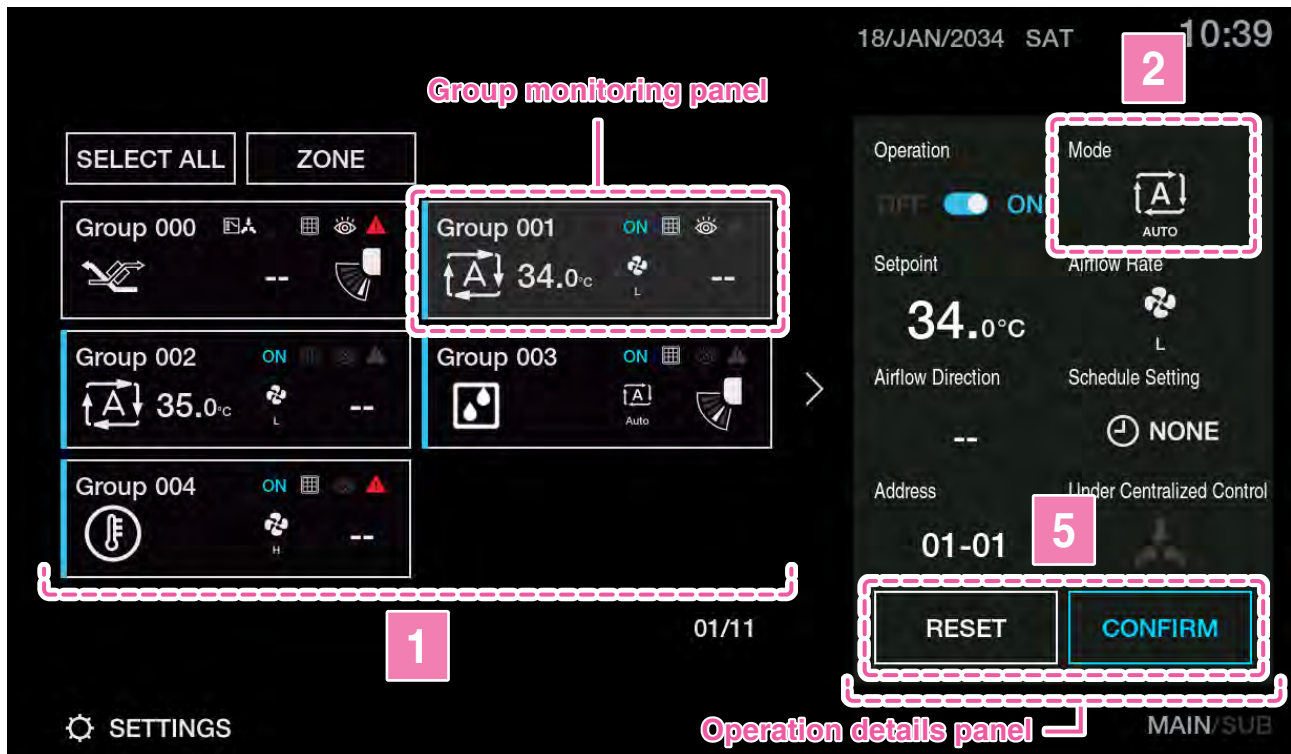 18/JAN/2034 SAT 10:39
2
Group monitoring panel
SELECT ALL ZONE
Operation Mode
OFF ON A
AUTO
Group 000
--
Group 001 ON
A 34.0°C L --
Setpoint Airflow Rate
34.0°C L
Group 002 ON
A 35.0°C L --
Group 003 ON
A
Auto
Airflow Direction Schedule Setting
-- NONE
Group 004 ON
H --
Address Under Centralized Control
01-01
5
1
01/11
RESET CONFIRM
SETTINGS
Operation details panel
MAIN/SUB